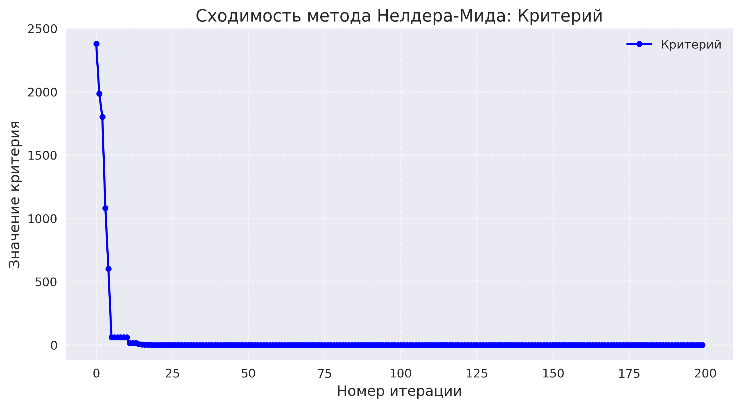 Сходимость метода Нелдера-Мида: Критерий
2500
Критерий
2000
1500
1000
500
0
Значение критерия
0 25 50 75 100 125 150 175 200
Номер итерации